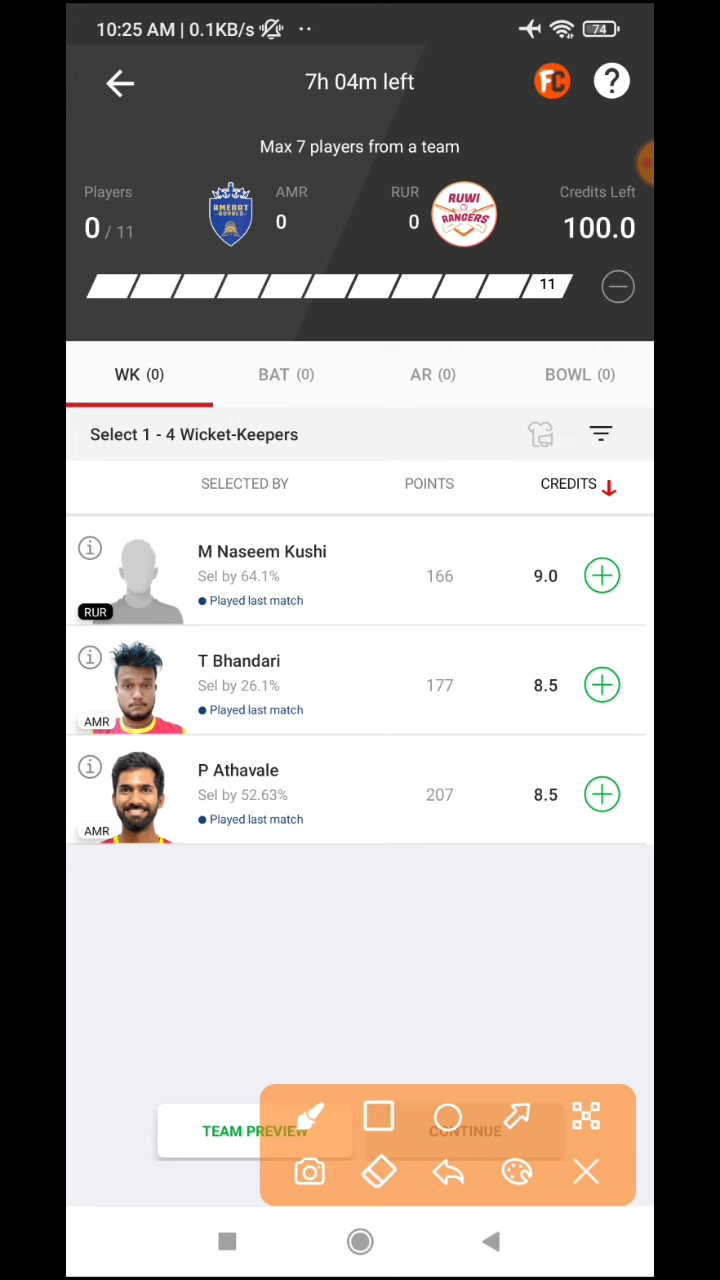 10:25 AM | 0.1KB/s
74
7h 04m left
FC
?
Max 7 players from a team
Players
AMR
RUR
Credits Left
0 / 11
AMERAT
ROYALS
0
0
RUWI
RANGERS
100.0
11
WK (0)
BAT (0)
AR (0)
BOWL (0)
Select 1 - 4 Wicket-Keepers
SELECTED BY
POINTS
CREDITS
M Naseem Kushi
Sel by 64.1%
166
9.0
Played last match
RUR
T Bhandari
Sel by 26.1%
177
8.5
Played last match
AMR
P Athavale
Sel by 52.63%
207
8.5
Played last match
AMR
TEAM PREVIEW
CONTINUE